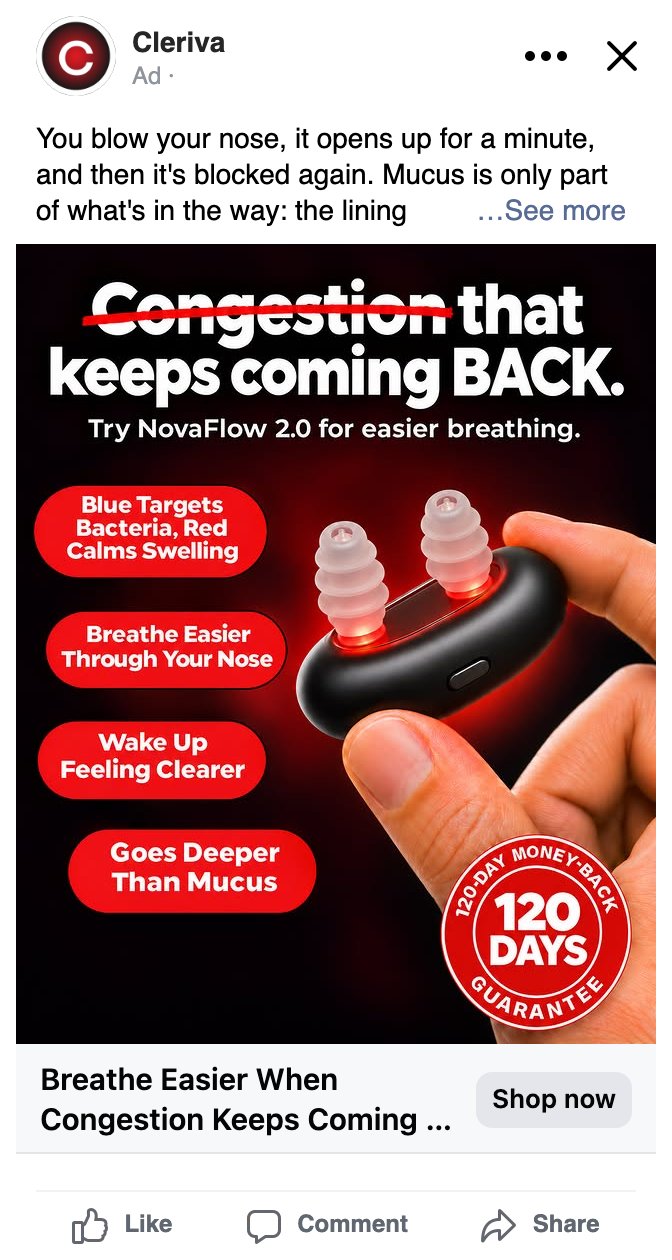 C
Cleriva
Ad ·
You blow your nose, it opens up for a minute,
and then it's blocked again. Mucus is only part
of what's in the way: the lining ...See more
Congestion that
keeps coming BACK.
Try NovaFlow 2.0 for easier breathing.
Blue Targets
Bacteria, Red
Calms Swelling
Breathe Easier
Through Your Nose
Wake Up
Feeling Clearer
Goes Deeper
Than Mucus
120-DAY MONEY-BACK
120
DAYS
GUARANTEE
Breathe Easier When
Congestion Keeps Coming ...
Shop now
Like
Comment
Share